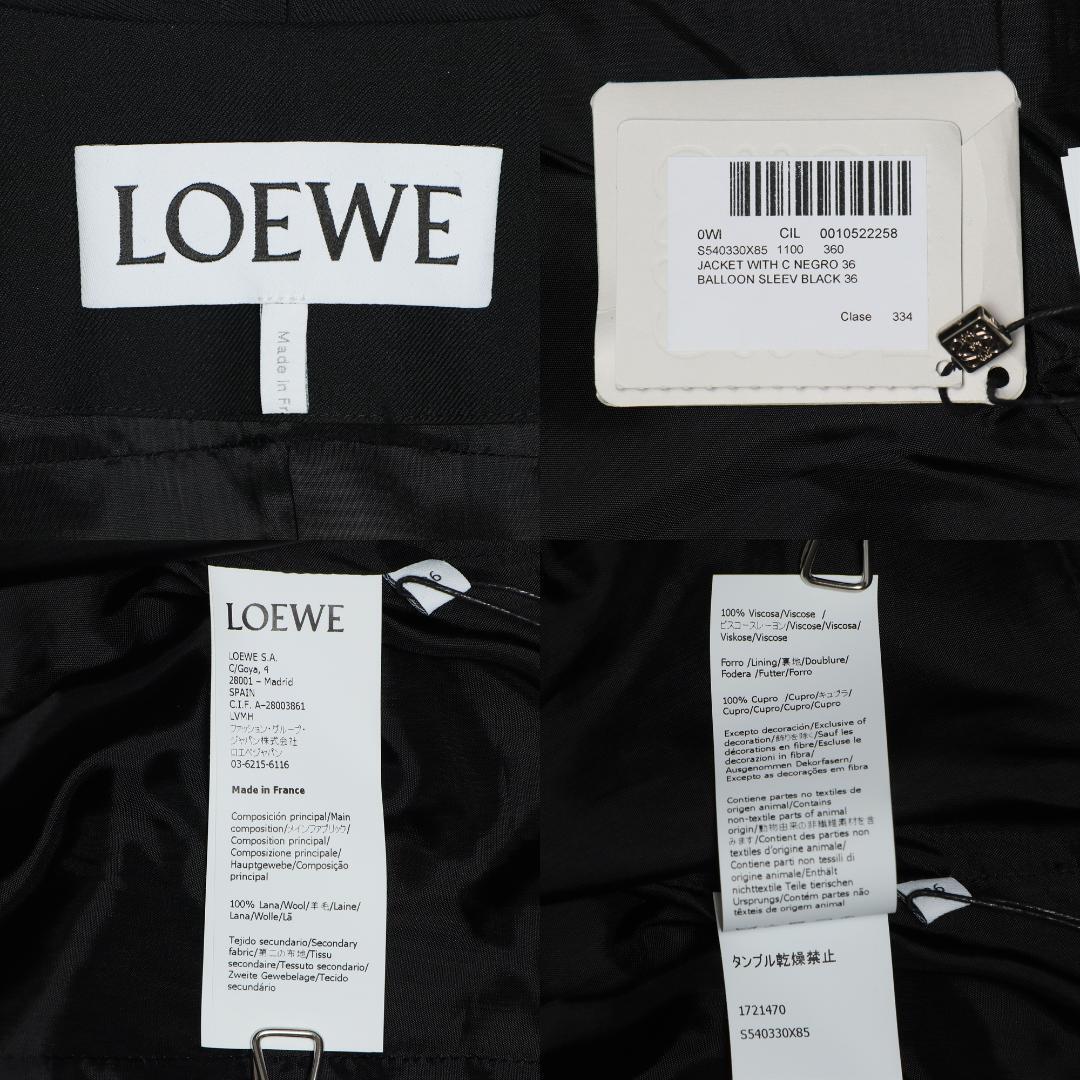 LOEWE
Made in Fr
0WI CIL 0010522258
S540330X85 1100 360
JACKET WITH C NEGRO 36
BALLOON SLEEV BLACK 36
Clase 334
LOEWE
LOEWE S.A.
C/Goya, 4
28001 – Madrid
SPAIN
C.I.F. A-28003861
LVMH
ファッション・グループ・
ジャパン株式会社
ロエベジャパン
03-6215-6116
Made in France
Composición principal/Main
composition/メインファブリック/
Composition principal/
Composizione principale/
Hauptgewebe/Composição
principal
100% Lana/Wool/羊毛/Laine/
Lana/Wolle/Lã
Tejido secundario/Secondary
fabric/第二の布地/Tissu
secondaire/Tessuto secondario/
Zweite Gewebelage/Tecido
secundário
6
100% Viscosa/Viscose /
ビスコースレーヨン/Viscose/Viscosa/
Viskose/Viscose
Forro /Lining/裏地/Doublure/
Fodera /Futter/Forro
100% Cupro /Cupro/キュプラ/
Cupro/Cupro/Cupro/Cupro
Excepto decoración/Exclusive of
decoration/飾りを除く/Sauf les
décorations en fibre/Escluse le
decorazioni in fibra/
Ausgenommen Dekorfasern/
Excepto as decorações em fibra
Contiene partes no textiles de
origen animal/Contains
non-textile parts of animal
origin/動物由来の非繊維素材を含
みます/Contient des parties non
textiles d'origine animale/
Contiene parti non tessili di
origine animale/Enthält
nichttextile Teile tierischen
Ursprungs/Contém partes não
têxteis de origem animal
タンブル乾燥禁止
1721470
S540330X85